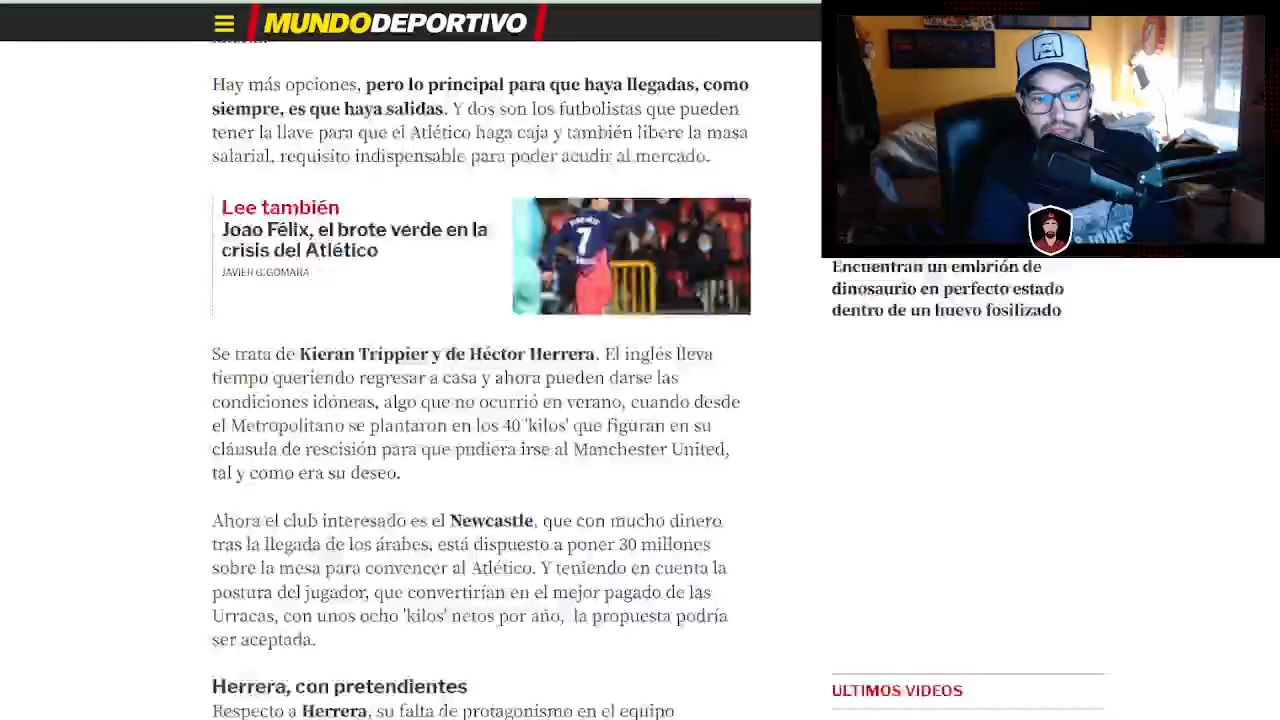 MUNDODEPORTIVO
Hay más opciones, pero lo principal para que haya llegadas, como
siempre, es que haya salidas. Y dos son los futbolistas que pueden
tener la llave para que el Atlético haga caja y también libere la masa
salarial, requisito indispensable para poder acudir al mercado.
Lee también
Joao Félix, el brote verde en la
crisis del Atlético
JAVIER G. GOMARA
7
Se trata de Kieran Trippier y de Héctor Herrera. El inglés lleva
tiempo queriendo regresar a casa y ahora pueden darse las
condiciones idóneas, algo que no ocurrió en verano, cuando desde
el Metropolitano se plantaron en los 40 'kilos' que figuran en su
cláusula de rescisión para que pudiera irse al Manchester United,
tal y como era su deseo.
Ahora el club interesado es el Newcastle, que con mucho dinero
tras la llegada de los árabes, está dispuesto a poner 30 millones
sobre la mesa para convencer al Atlético. Y teniendo en cuenta la
postura del jugador, que convertirían en el mejor pagado de las
Urracas, con unos ocho 'kilos' netos por año, la propuesta podría
ser aceptada.
Herrera, con pretendientes
Respecto a Herrera, su falta de protagonismo en el equipo
Encuentran un embrión de
dinosaurio en perfecto estado
dentro de un huevo fosilizado
ULTIMOS VIDEOS